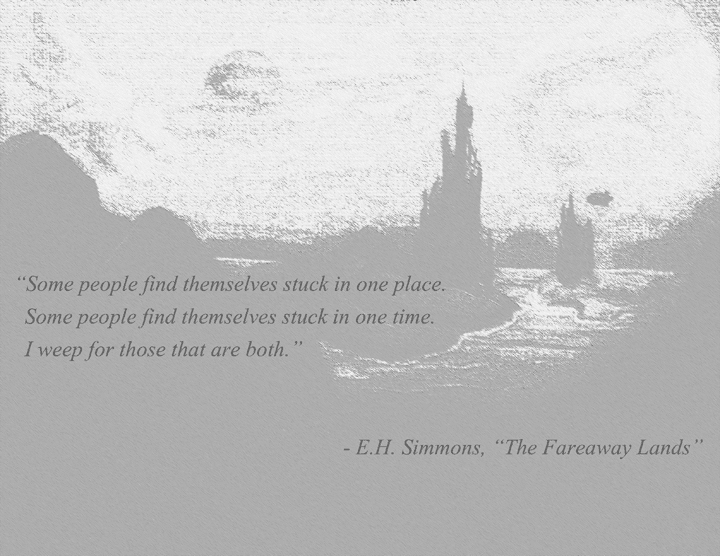 “Some people find themselves stuck in one place.
Some people find themselves stuck in one time.
I weep for those that are both.”
- E.H. Simmons, “The Fareaway Lands”